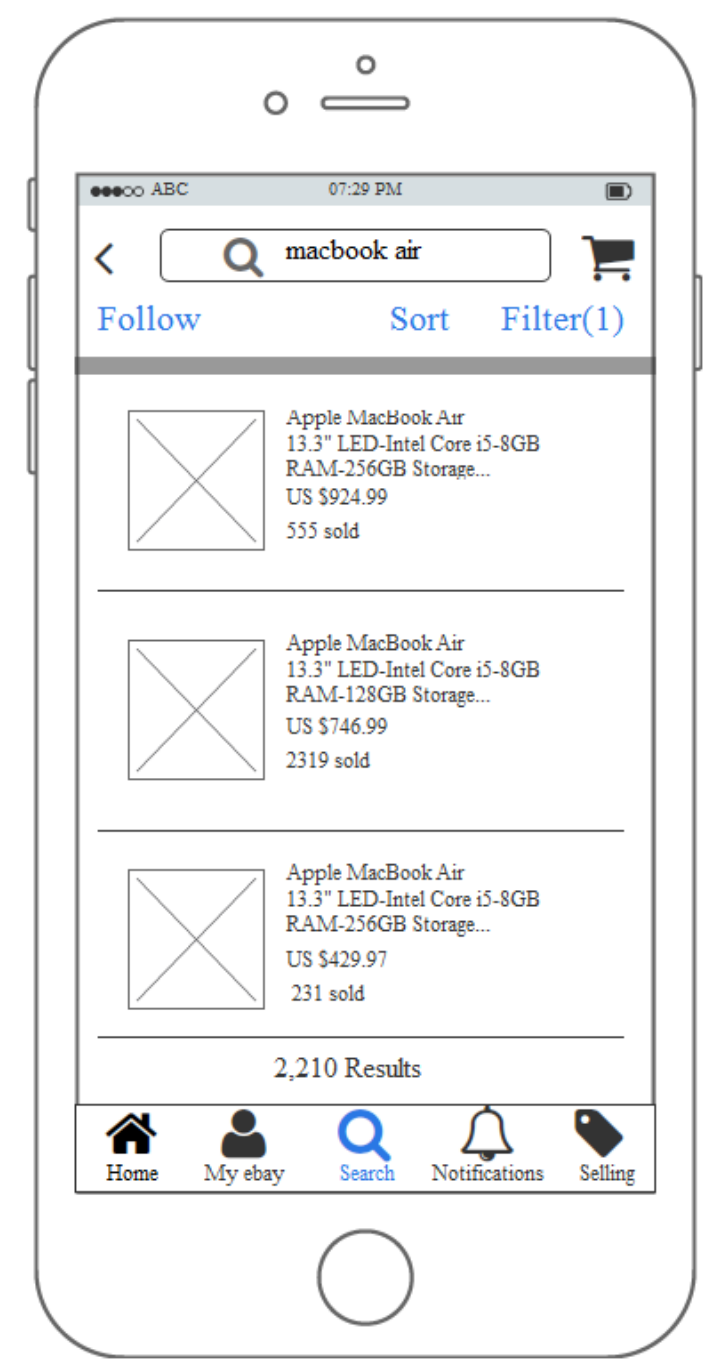 ABC 07:29 PM
macbook air
Follow Sort Filter(1)
Apple MacBook Air
13.3" LED-Intel Core i5-8GB
RAM-256GB Storage...
US $924.99
555 sold
Apple MacBook Air
13.3" LED-Intel Core i5-8GB
RAM-128GB Storage...
US $746.99
2319 sold
Apple MacBook Air
13.3" LED-Intel Core i5-8GB
RAM-256GB Storage...
US $429.97
231 sold
2,210 Results
Home My ebay Search Notifications Selling